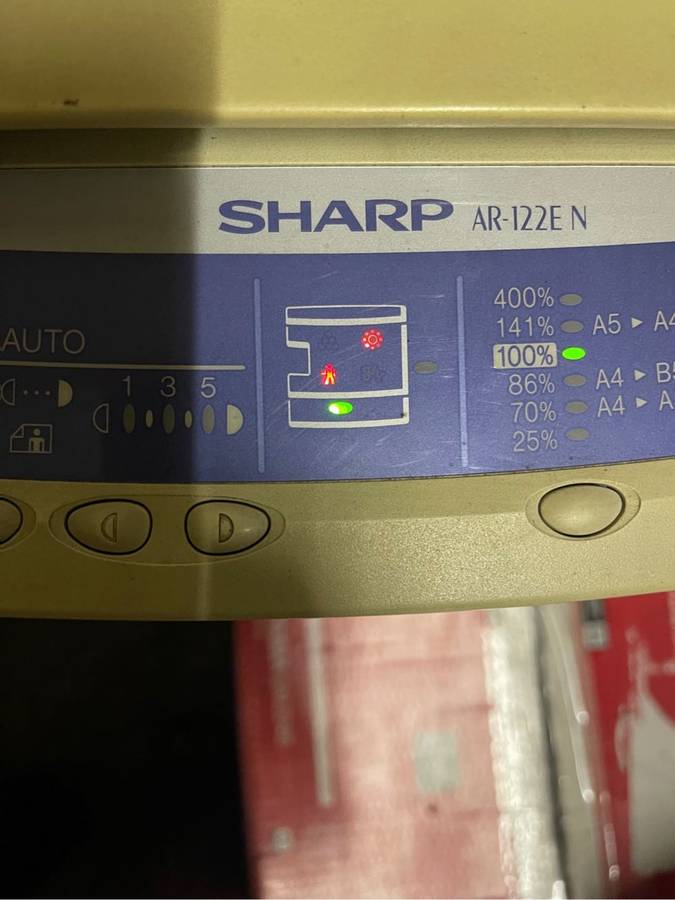 SHARP AR-122E N
AUTO
1 3 5
400%
141% A5 ▸ A4
100%
86% A4 ▸ B5
70% A4 ▸ A
25%